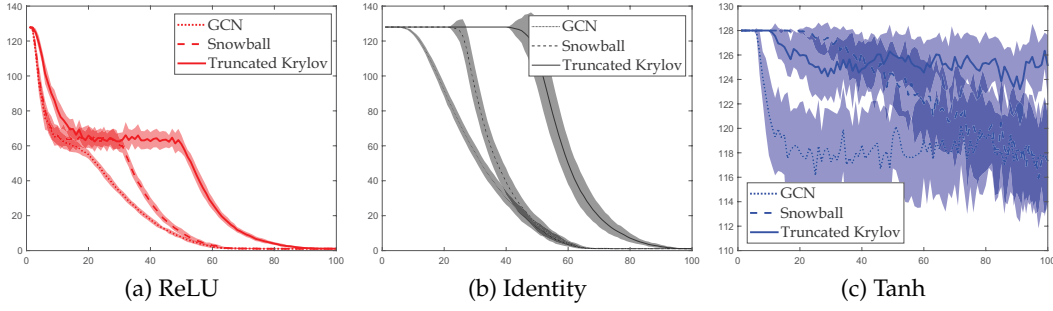 140
120
100
80
60
40
20
0
0 20 40 60 80 100
GCN
Snowball
Truncated Krylov
(a) ReLU
140
120
100
80
60
40
20
0
0 20 40 60 80 100
GCN
Snowball
Truncated Krylov
(b) Identity
130
128
126
124
122
120
118
116
114
112
110
0 20 40 60 80 100
GCN
Snowball
Truncated Krylov
(c) Tanh